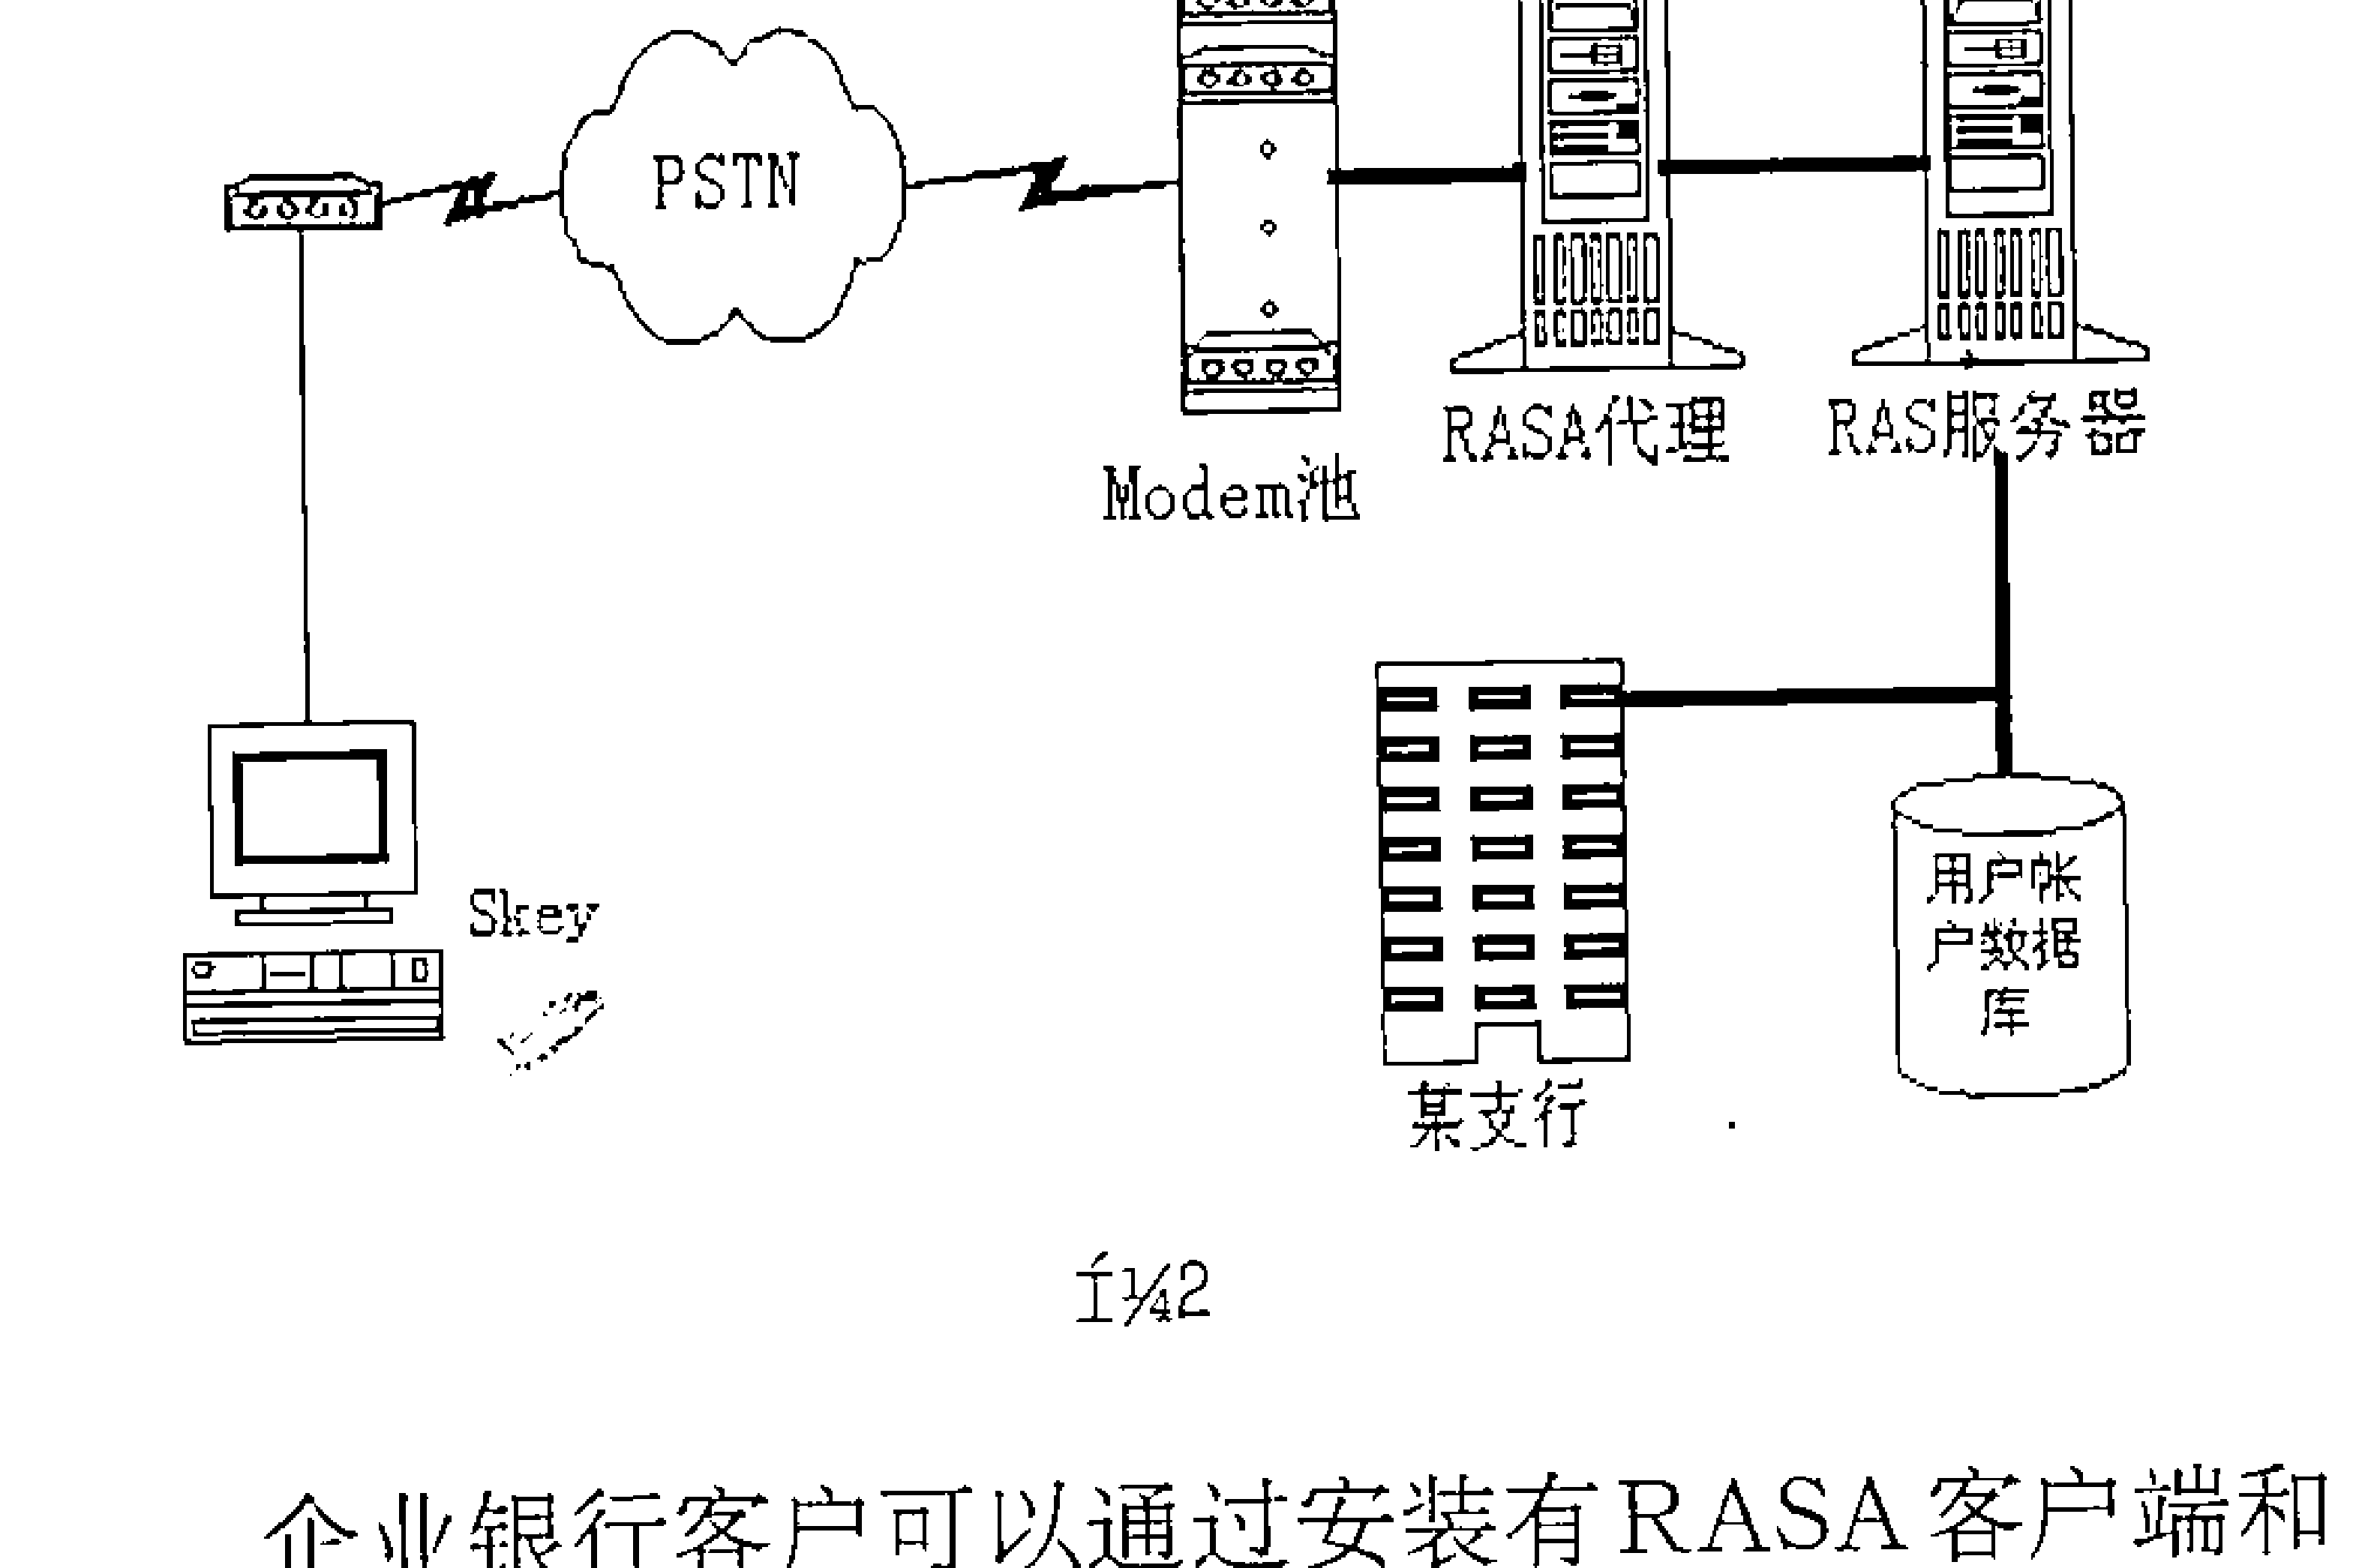 PSTN
RASA代理
RAS服务器
Modem池
Skey
用户帐
户数据
库
某支行
Í¼2
企业银行客户可以通过安装有RASA客户端和